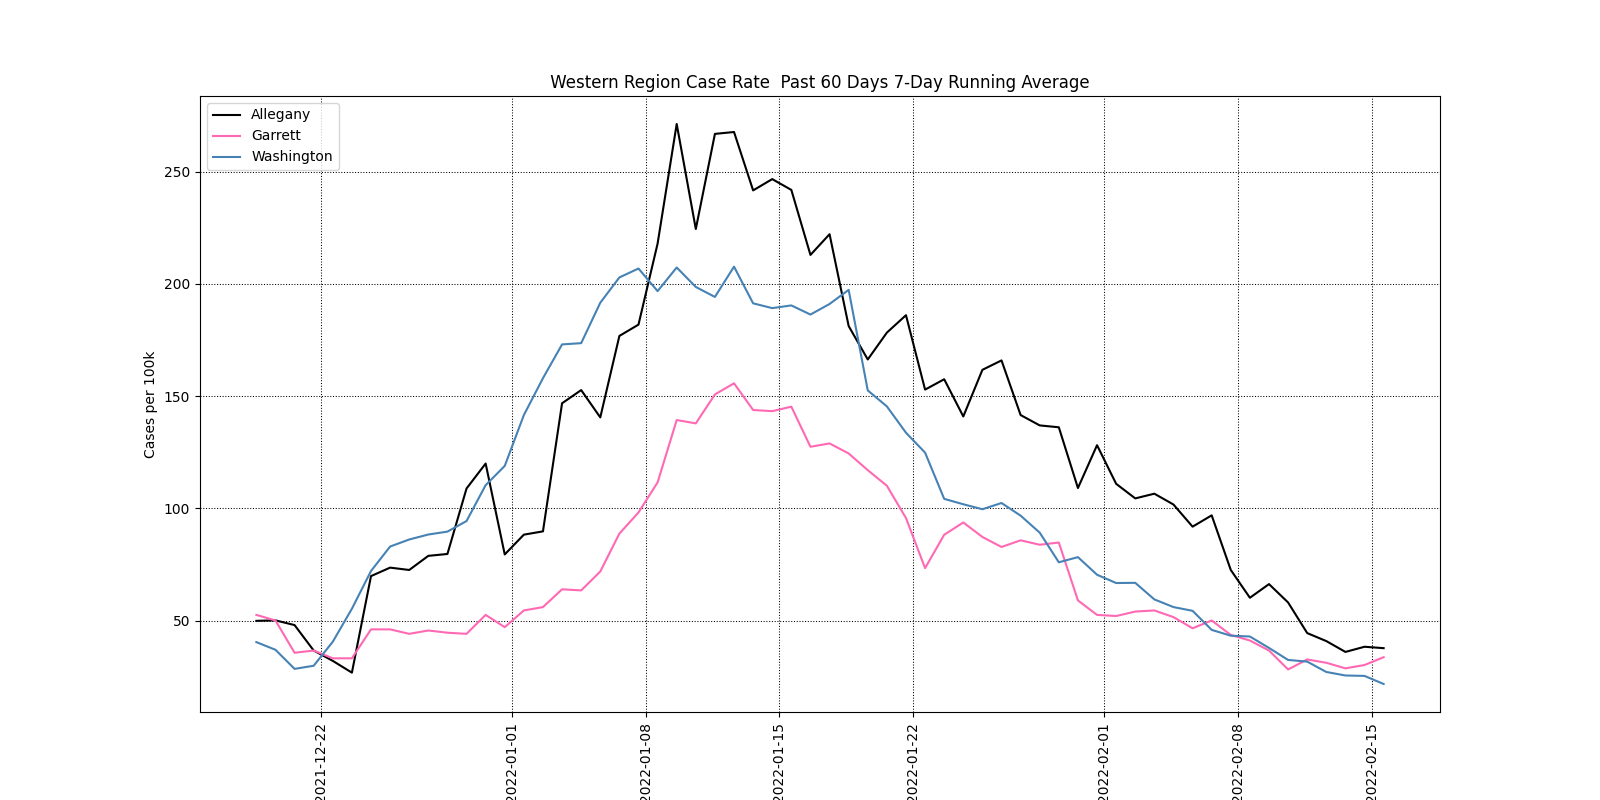 Western Region Case Rate  Past 60 Days 7-Day Running Average
Allegany
Garrett
Washington
Cases per 100k
250
200
150
100
50
2021-12-22
2022-01-01
2022-01-08
2022-01-15
2022-01-22
2022-02-01
2022-02-08
2022-02-15